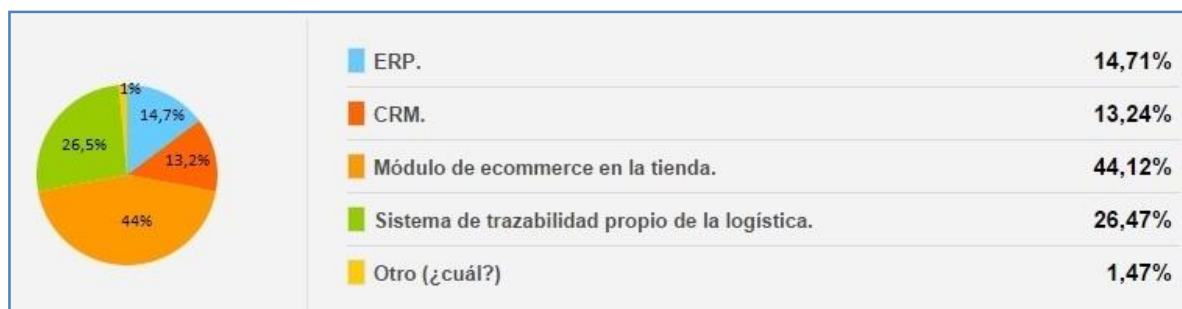 1%
14,7%
13,2%
44%
26,5%
ERP. 14,71%
CRM. 13,24%
Módulo de ecommerce en la tienda. 44,12%
Sistema de trazabilidad propio de la logística. 26,47%
Otro (¿cuál?) 1,47%